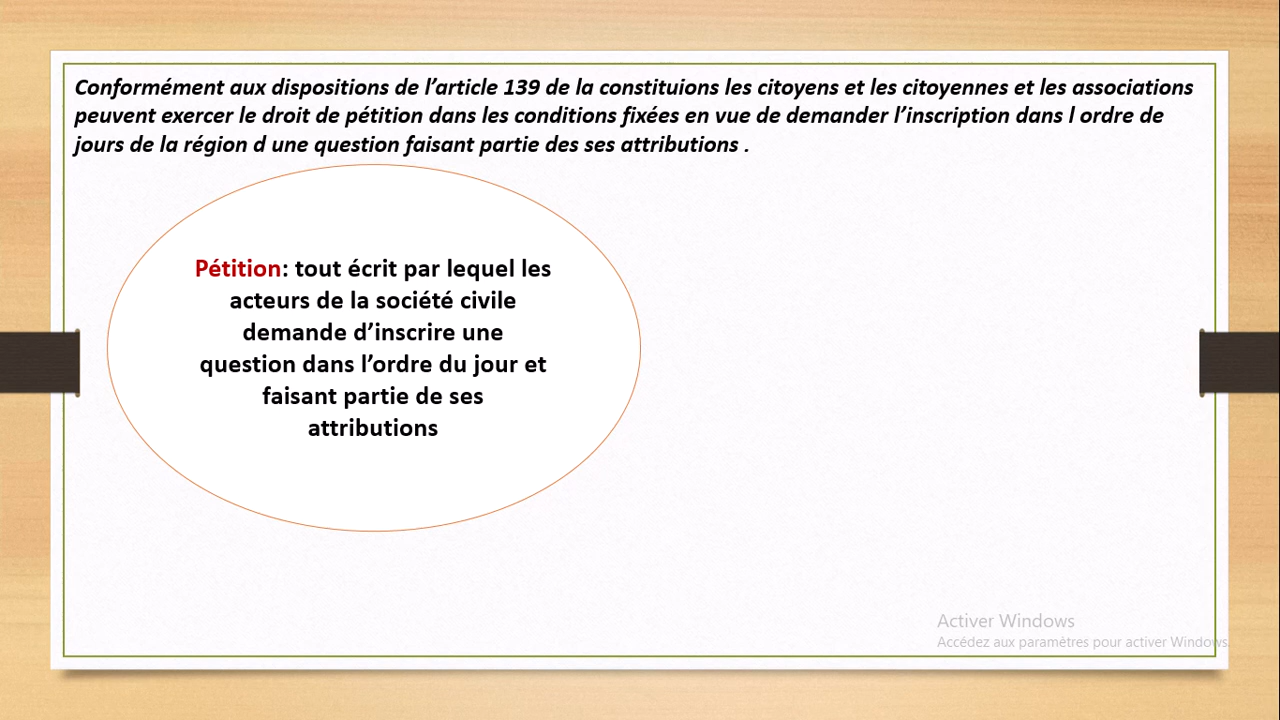 Conformément aux dispositions de l’article 139 de la constituions les citoyens et les citoyennes et les associations
peuvent exercer le droit de pétition dans les conditions fixées en vue de demander l’inscription dans l ordre de
jours de la région d une question faisant partie des ses attributions .
Pétition: tout écrit par lequel les
acteurs de la société civile
demande d’inscrire une
question dans l’ordre du jour et
faisant partie de ses
attributions
Activer Windows
Accédez aux paramètres pour activer Windows.